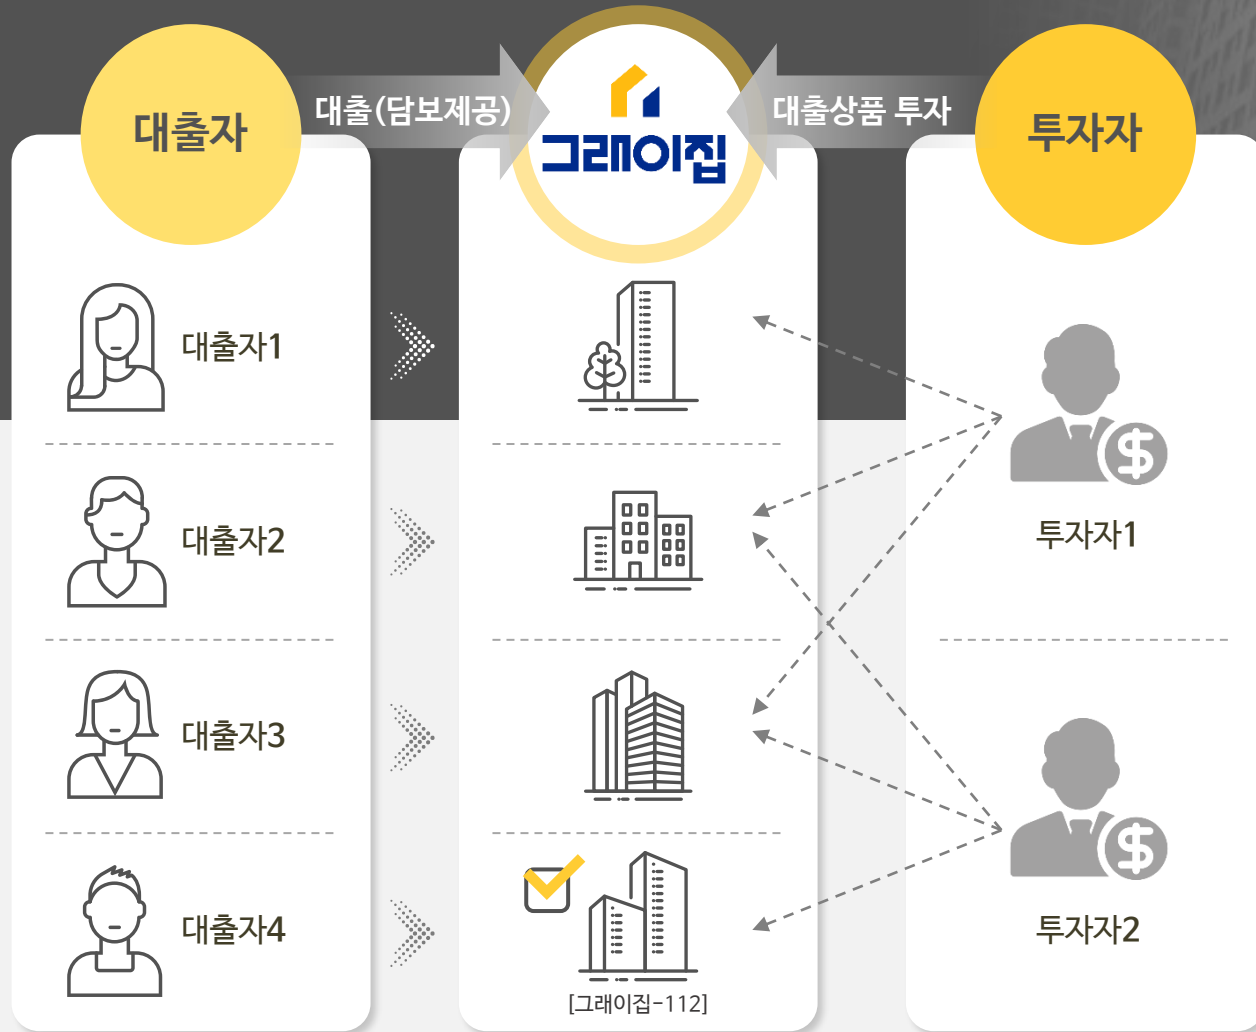 대출자
대출(담보제공)
그래이집
대출상품 투자
투자자
대출자1
대출자2
대출자3
대출자4
투자자1
투자자2
[그래이집-112]